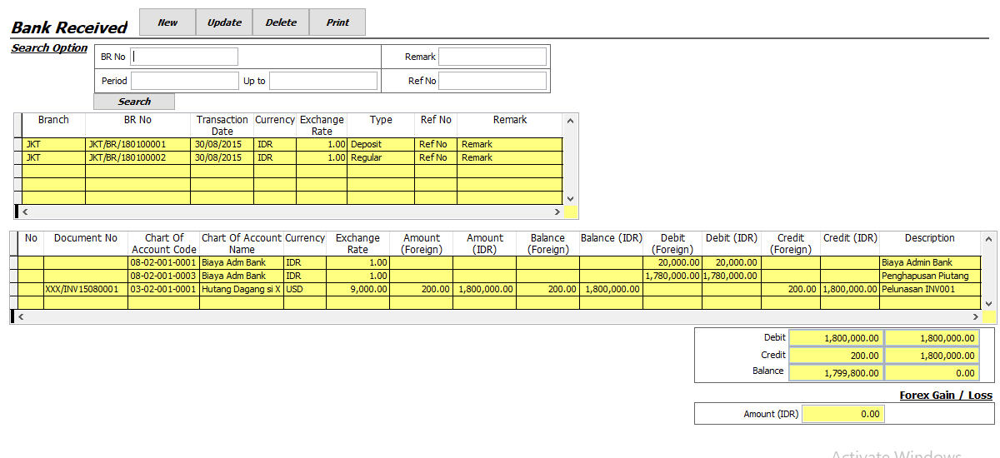 Bank Received New Update Delete Print
Search Option
BR No Remark
Period Up to Ref No
Search
Branch BR No Transaction Date Currency Exchange Rate Type Ref No Remark
JKT JKT/BR/180100001 30/08/2015 IDR 1.00 Deposit Ref No Remark
JKT JKT/BR/180100002 30/08/2015 IDR 1.00 Regular Ref No Remark
No Document No Chart Of Account Code Chart Of Account Name Currency Exchange Rate Amount (Foreign) Amount (IDR) Balance (Foreign) Balance (IDR) Debit (Foreign) Debit (IDR) Credit (Foreign) Credit (IDR) Description
08-02-001-0001 Biaya Adm Bank IDR 1.00 20,000.00 20,000.00 Biaya Admin Bank
08-02-001-0003 Biaya Adm Bank IDR 1.00 1,780,000.00 1,780,000.00 Penghapusan Piutang
XXX/INV15080001 03-02-001-0001 Hutang Dagang si X USD 9,000.00 200.00 1,800,000.00 200.00 1,800,000.00 200.00 1,800,000.00 Pelunasan INV001
Debit 1,800,000.00 1,800,000.00
Credit 200.00 1,800,000.00
Balance 1,799,800.00 0.00
Forex Gain / Loss
Amount (IDR) 0.00
Activate Windows